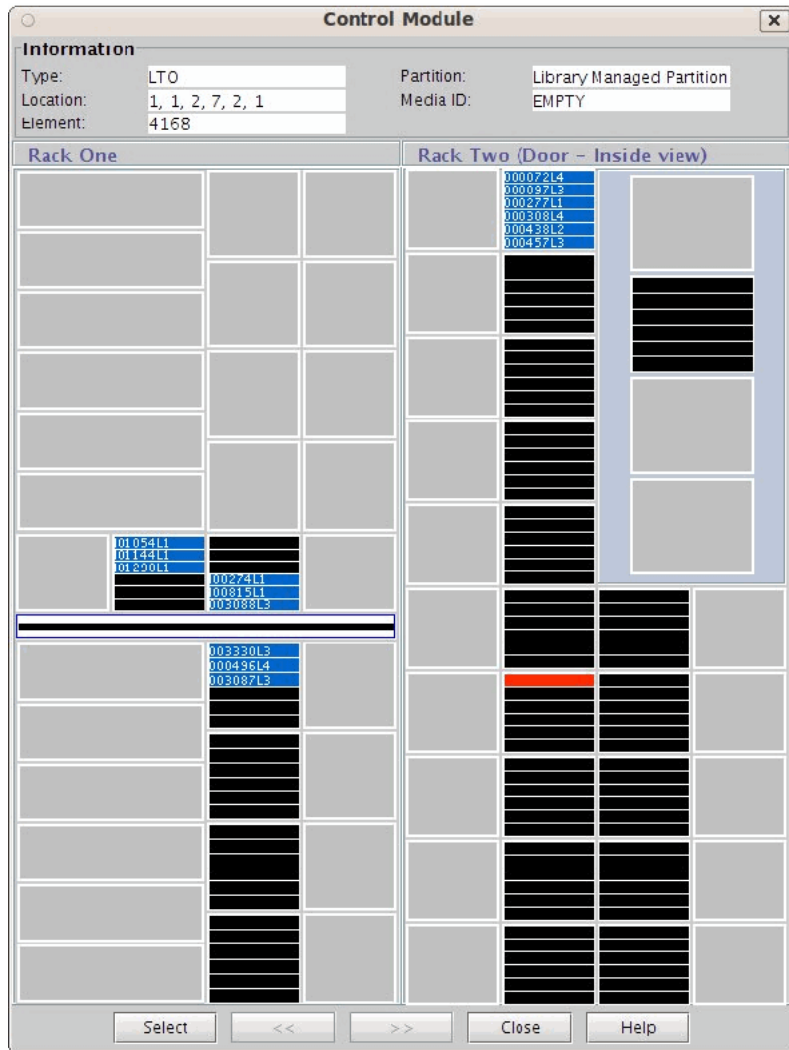 Control Module
Information
Type: LTO Partition: Library Managed Partition
Location: 1, 1, 2, 7, 2, 1 Media ID: EMPTY
Element: 4168
Rack One Rack Two (Door - Inside view)
000072L4
000097L3
000277L1
000308L4
000438L2
000457L3
01054L1
01144L1
01290L1
00274L1
00815L1
003088L3
003330L3
000496L4
003087L3
Select << >> Close Help